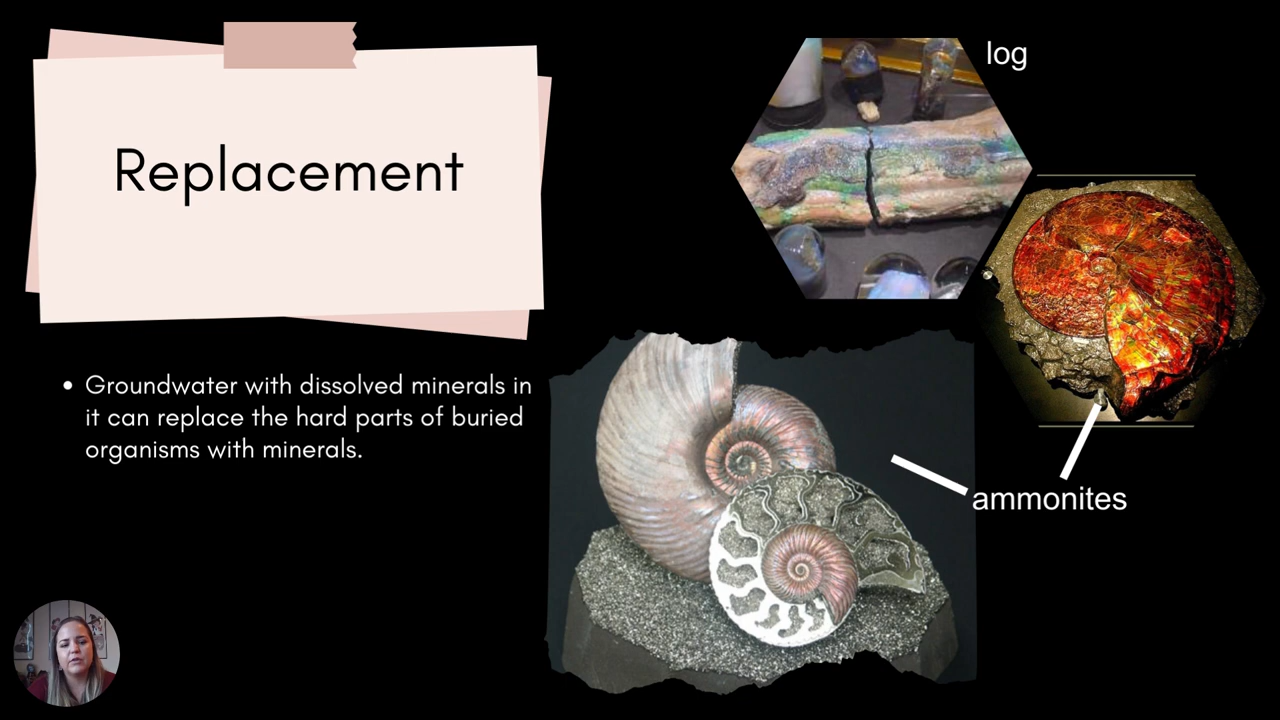 Replacement
Groundwater with dissolved minerals in
it can replace the hard parts of buried
organisms with minerals.
log
ammonites